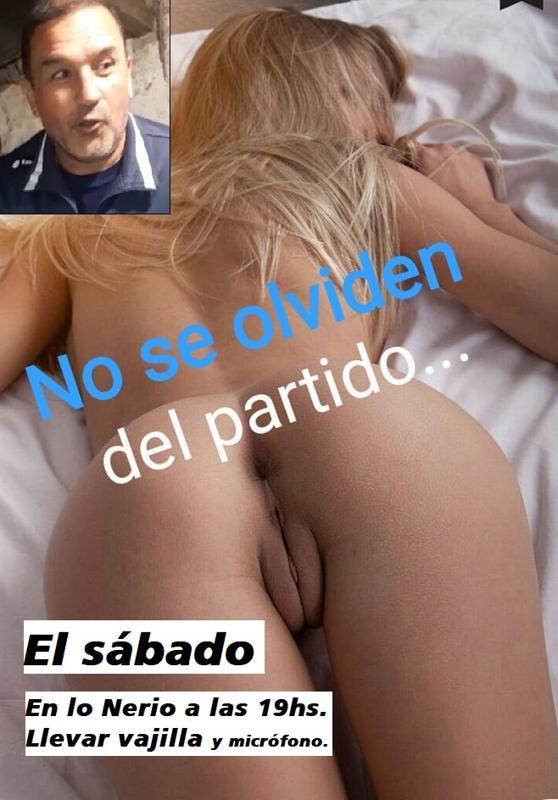 No se olviden
del partido...
El sábado
En lo Nerio a las 19hs.
Llevar vajilla y micrófono.